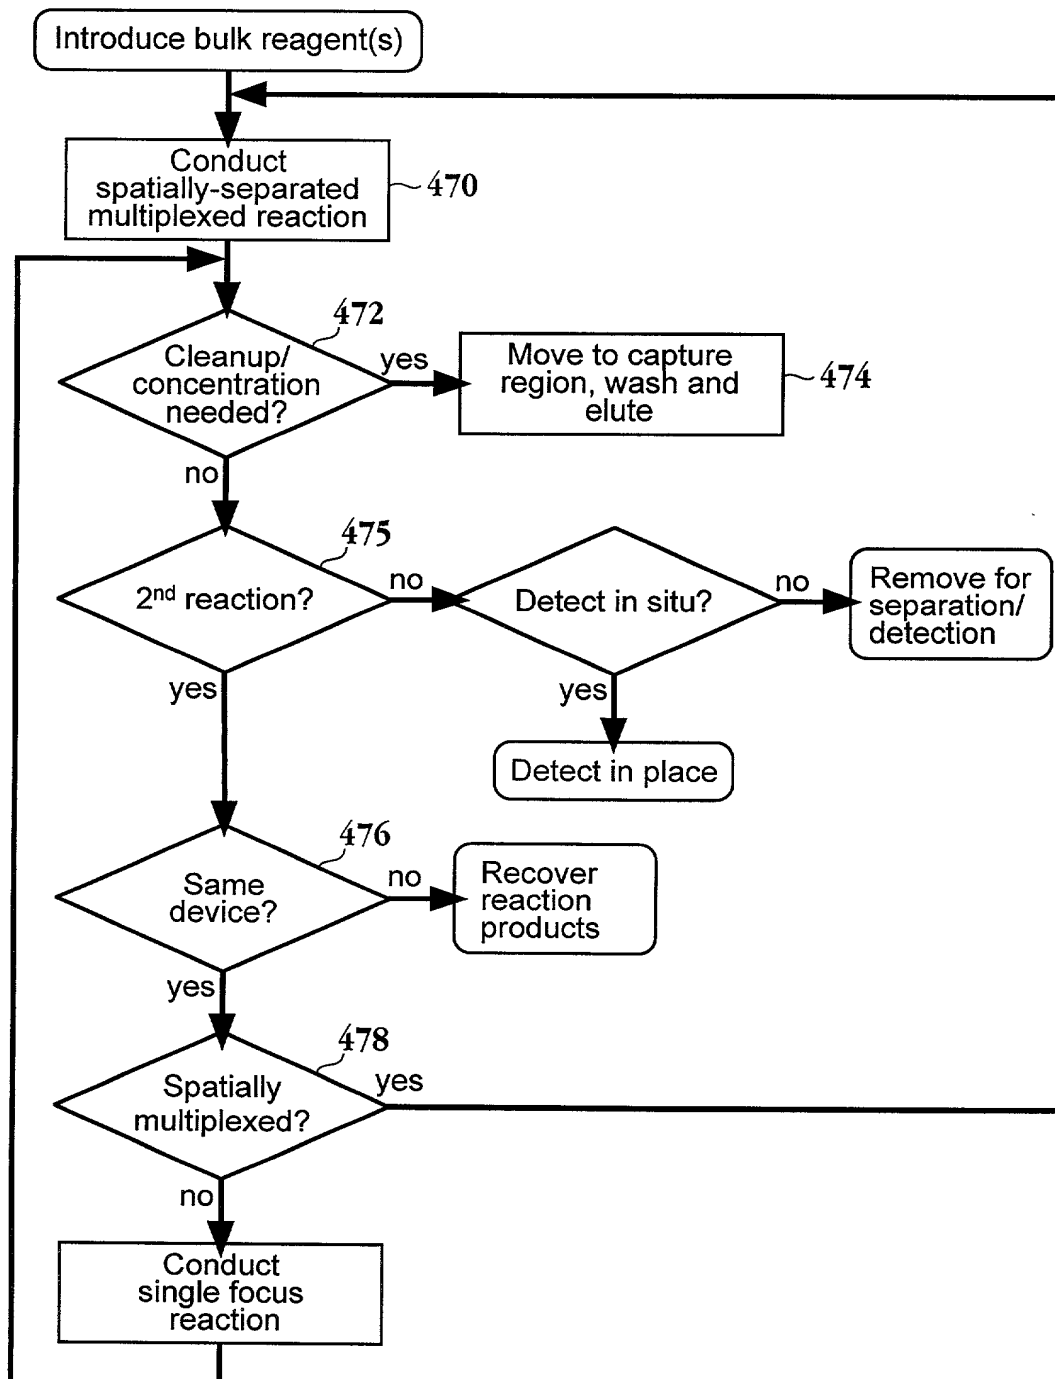 Introduce bulk reagent(s)
Conduct
spatially-separated
multiplexed reaction
470
472
Cleanup/
concentration
needed?
yes
Move to capture
region, wash and
elute
474
no
475
2nd reaction?
no
Detect in situ?
no
Remove for
separation/
detection
yes
yes
Detect in place
476
Same
device?
no
Recover
reaction
products
yes
478
Spatially
multiplexed?
yes
no
Conduct
single focus
reaction